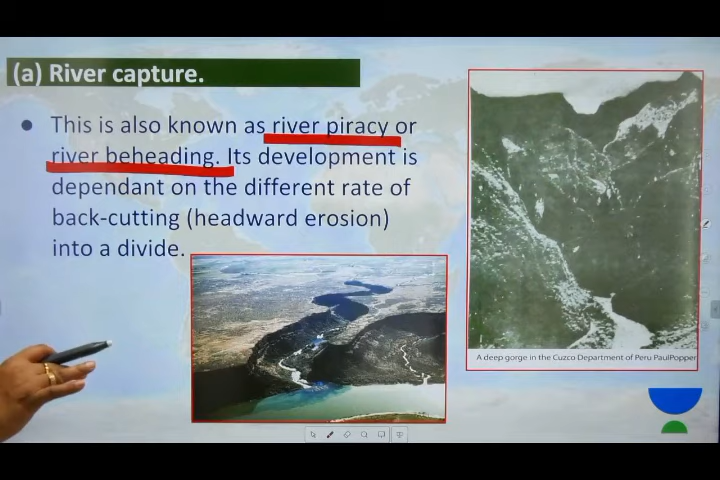 (a) River capture.
This is also known as river piracy or
river beheading. Its development is
dependant on the different rate of
back-cutting (headward erosion)
into a divide.
A deep gorge in the Cuzco Department of Peru PaulPopper